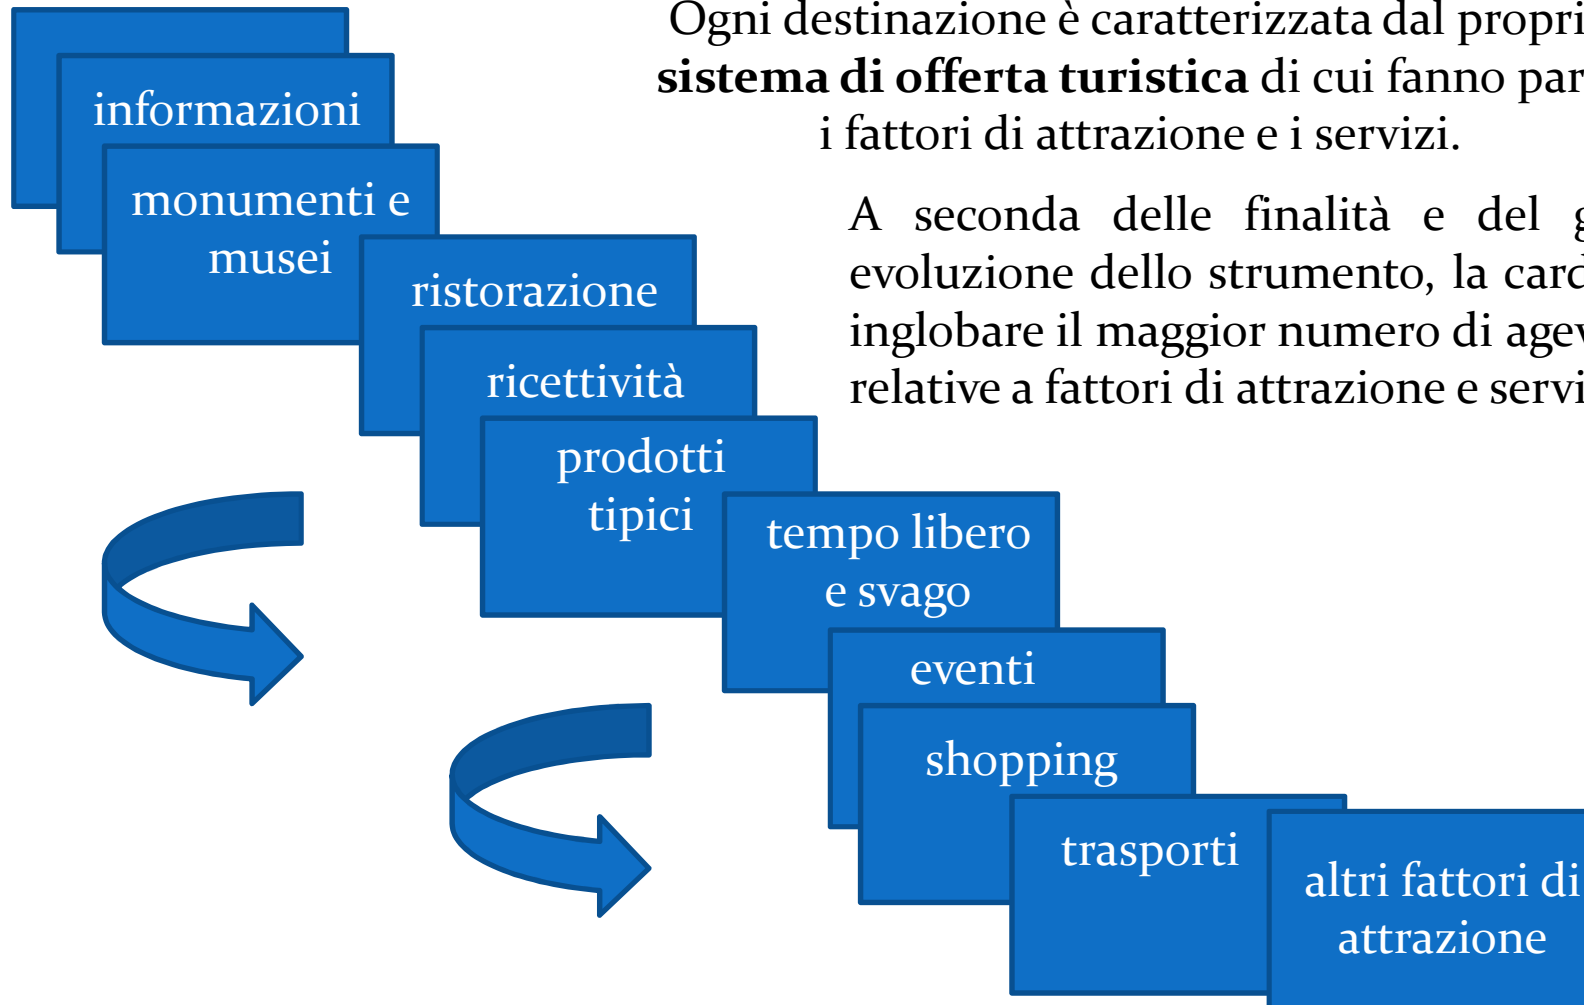 Ogni destinazione è caratterizzata dal propri
sistema di offerta turistica di cui fanno par
i fattori di attrazione e i servizi.
A seconda delle finalità e del g
evoluzione dello strumento, la card
inglobare il maggior numero di agev
relative a fattori di attrazione e servi
informazioni
monumenti e
musei
ristorazione
ricettività
prodotti
tipici
tempo libero
e svago
eventi
shopping
trasporti
altri fattori di
attrazione